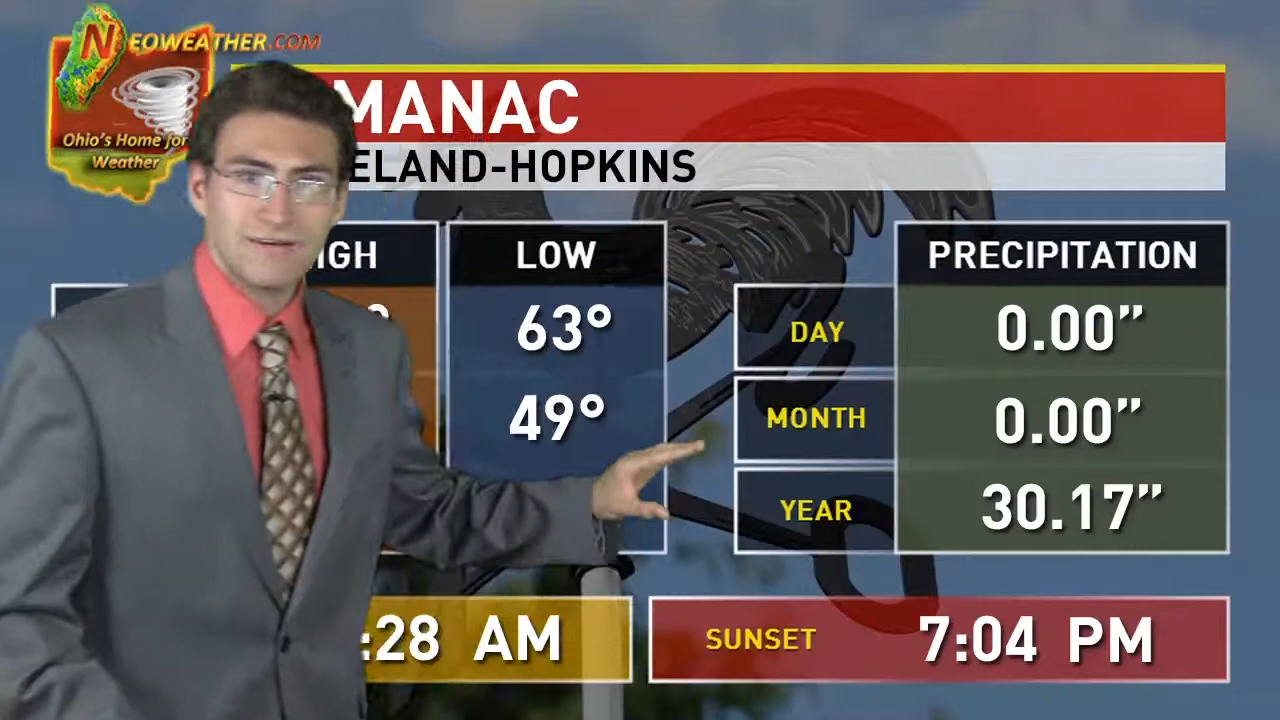 NEOWEATHER.COM
Ohio's Home for
Weather
MANAC
ELAND-HOPKINS
IGH
LOW
PRECIPITATION
63°
DAY
0.00”
49°
MONTH
0.00”
YEAR
30.17”
:28 AM
SUNSET
7:04 PM